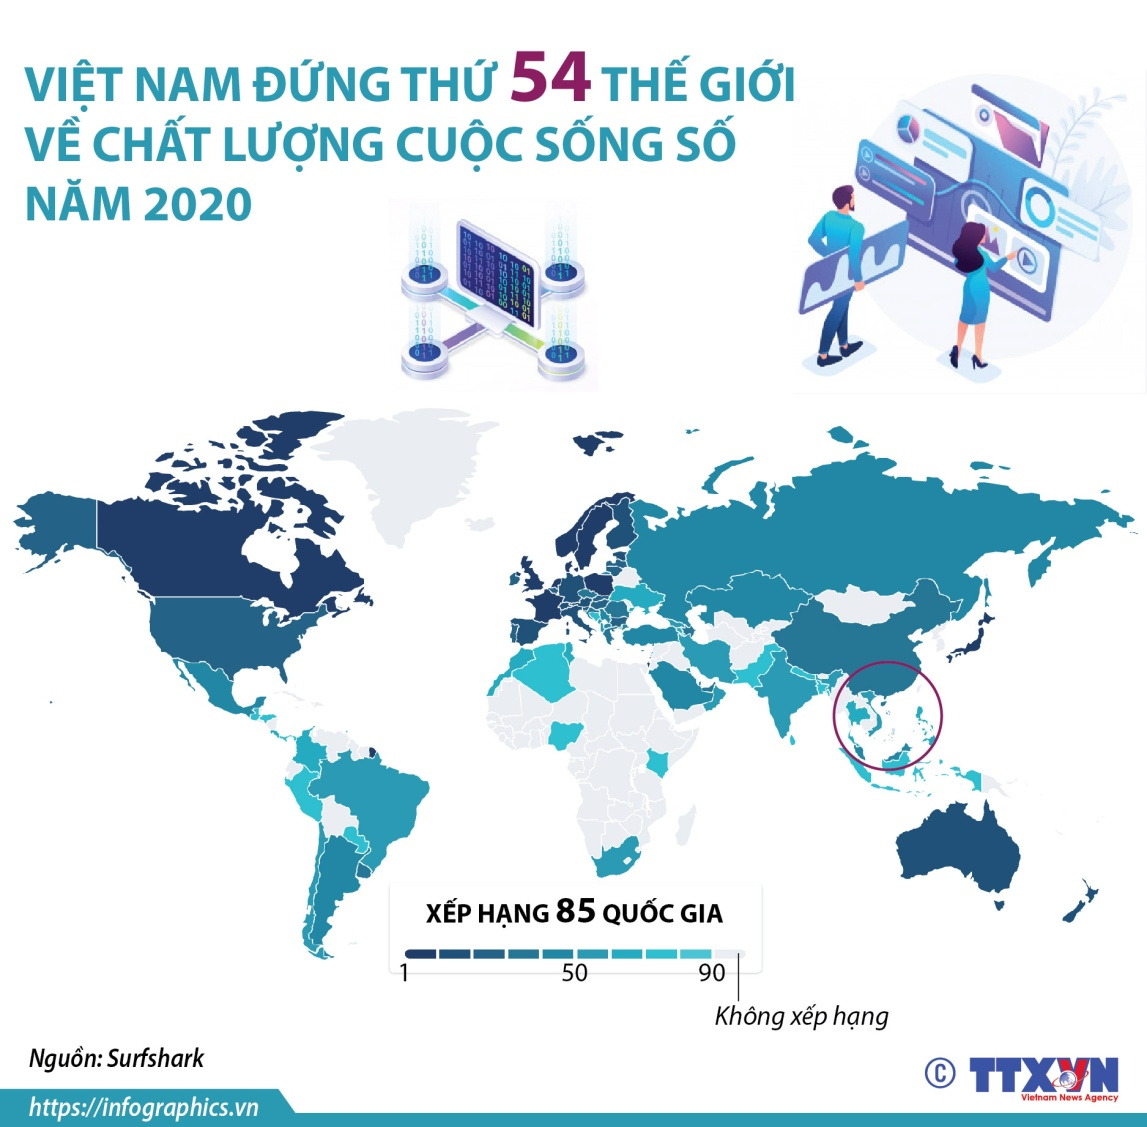 VIỆT NAM ĐỨNG THỨ 54 THẾ GIỚI
VỀ CHẤT LƯỢNG CUỘC SỐNG SỐ
NĂM 2020
XẾP HẠNG 85 QUỐC GIA
1 50 90
Không xếp hạng
Nguồn: Surfshark
© TTXVN
Vietnam News Agency
https://infographics.vn